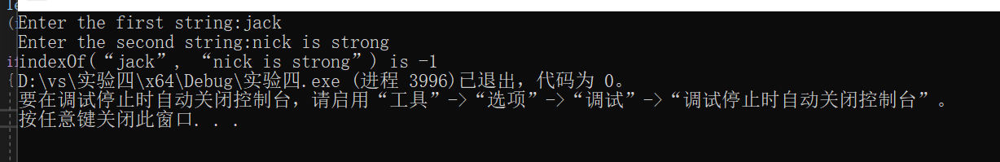 Enter the first string:jack
Enter the second string:nick is strong
indexOf(“jack”, “nick is strong”) is -1
D:\vs\实验四\x64\Debug\实验四.exe (进程 3996)已退出，代码为 0。
要在调试停止时自动关闭控制台，请启用“工具”->“选项”->“调试”->“调试停止时自动关闭控制台”。
按任意键关闭此窗口. . .